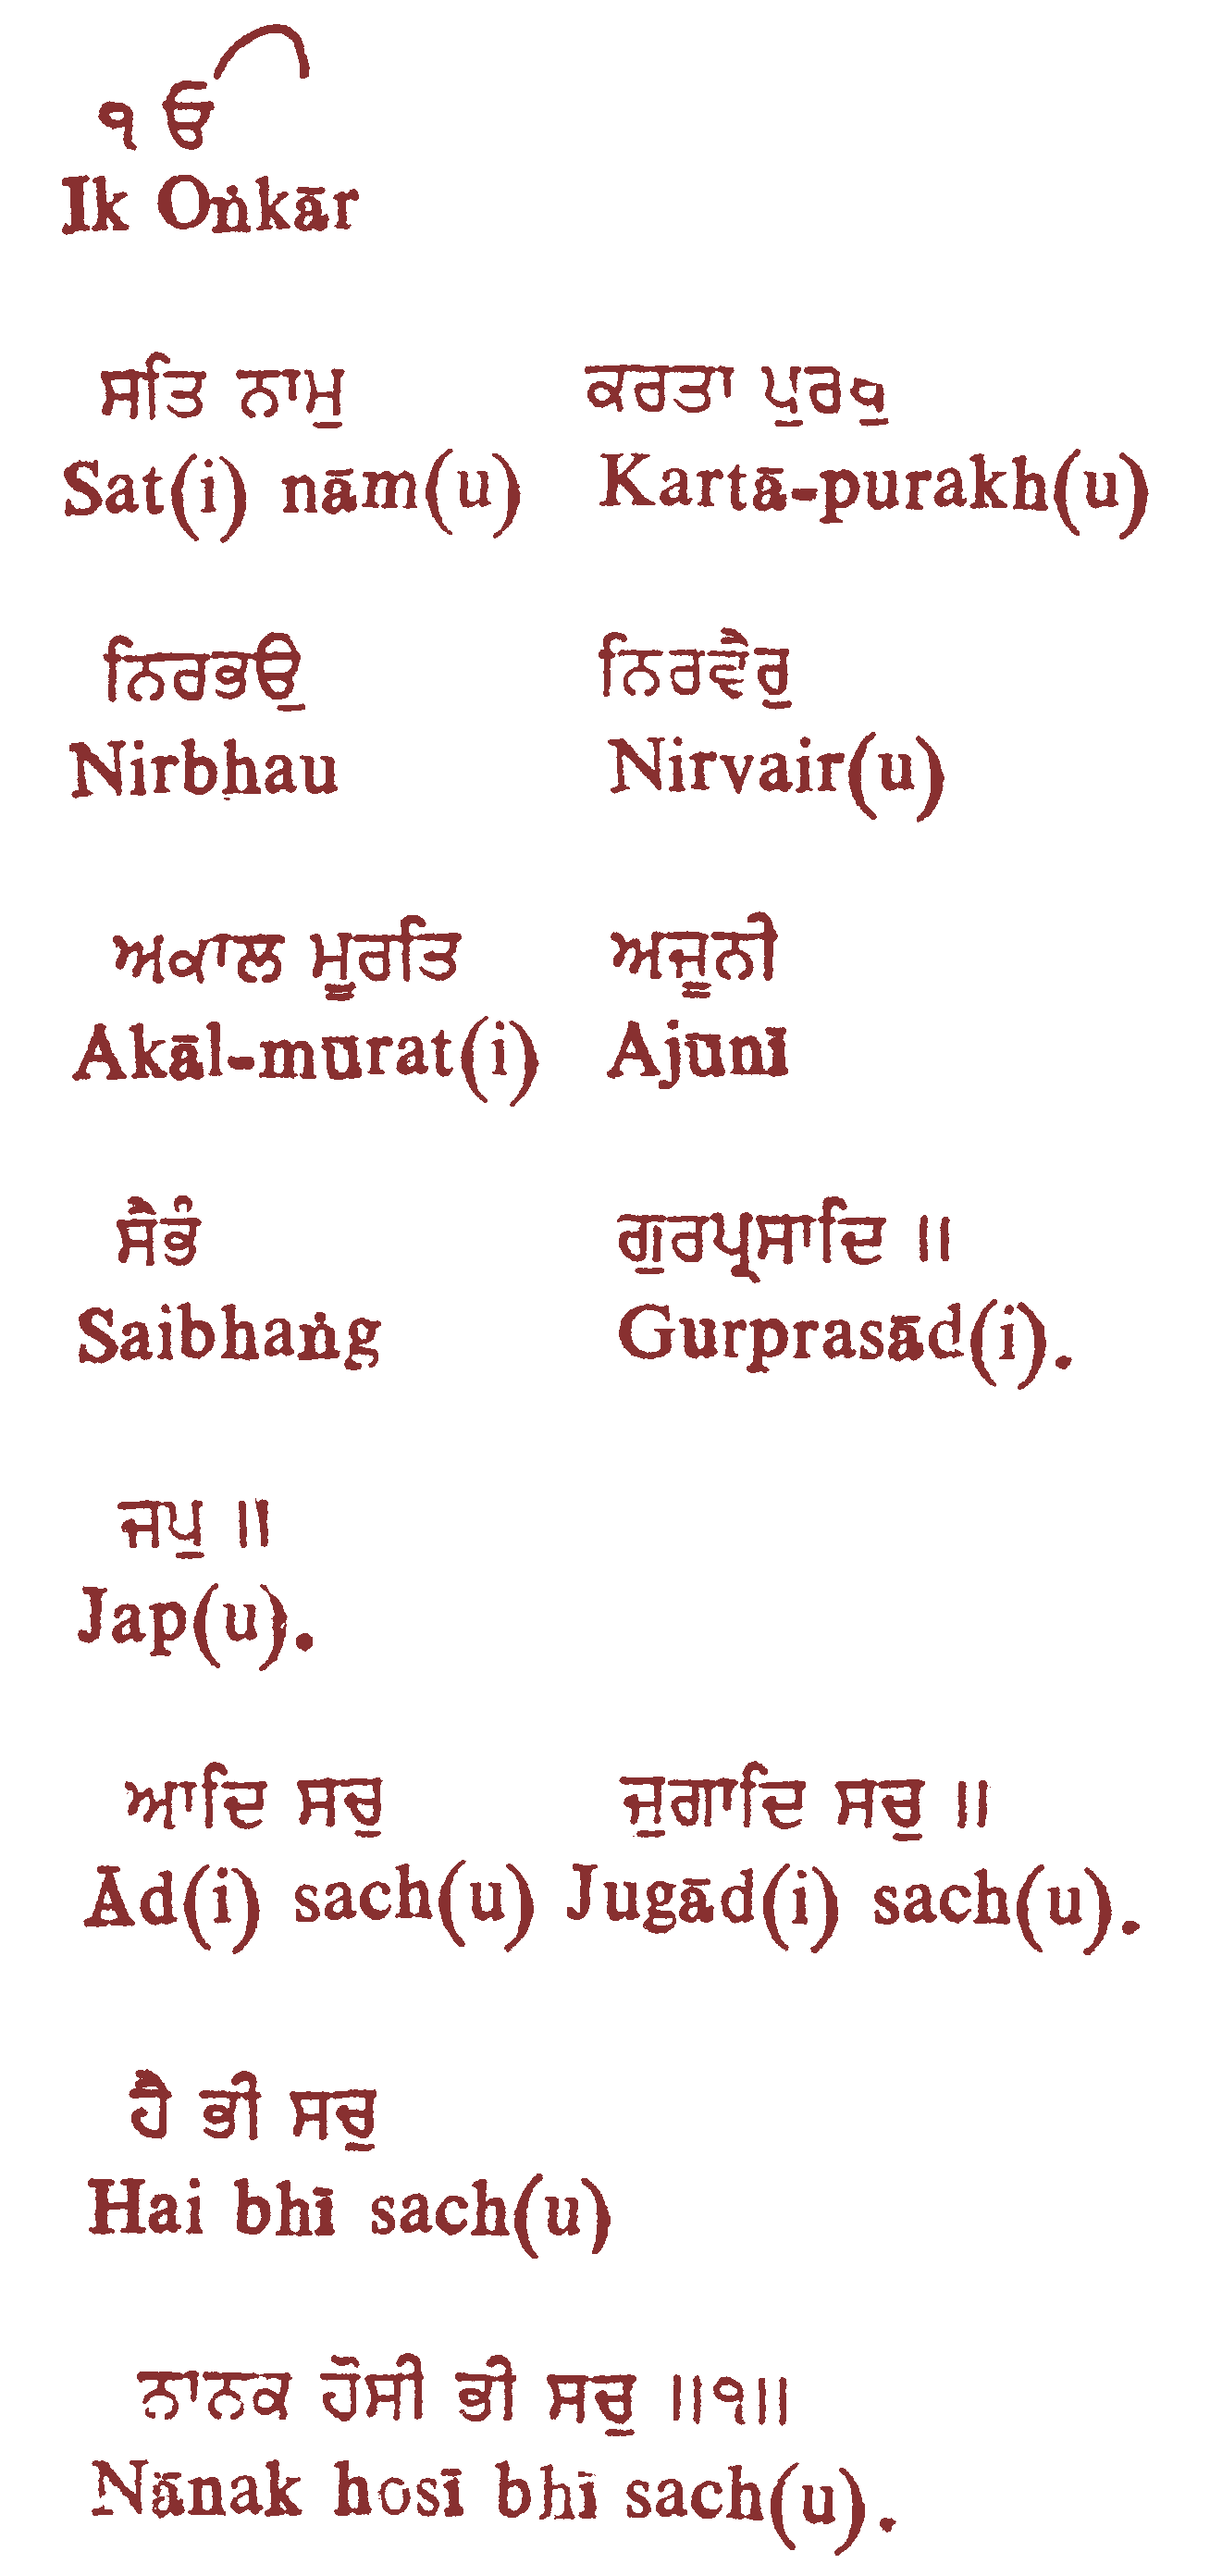 ੴ
Ik Oṅkār
ਸਤਿ ਨਾਮੁ ਕਰਤਾ ਪੁਰਖੁ
Sat(i) nām(u) Kartā-purakh(u)
ਨਿਰਭਉ ਨਿਰਵੈਰੁ
Nirbhau Nirvair(u)
ਅਕਾਲ ਮੂਰਤਿ ਅਜੂਨੀ
Akāl-mūrat(i) Ajūnī
ਸੈਭੰ ਗੁਰਪ੍ਰਸਾਦਿ ॥
Saibhaṅg Gurprasād(i).
ਜਪੁ ॥
Jap(u).
ਆਦਿ ਸਚੁ ਜੁਗਾਦਿ ਸਚੁ ॥
Ād(i) sach(u) Jugād(i) sach(u).
ਹੈ ਭੀ ਸਚੁ
Hai bhī sach(u)
ਨਾਨਕ ਹੋਸੀ ਭੀ ਸਚੁ ॥੧॥
Nānak hosī bhī sach(u).